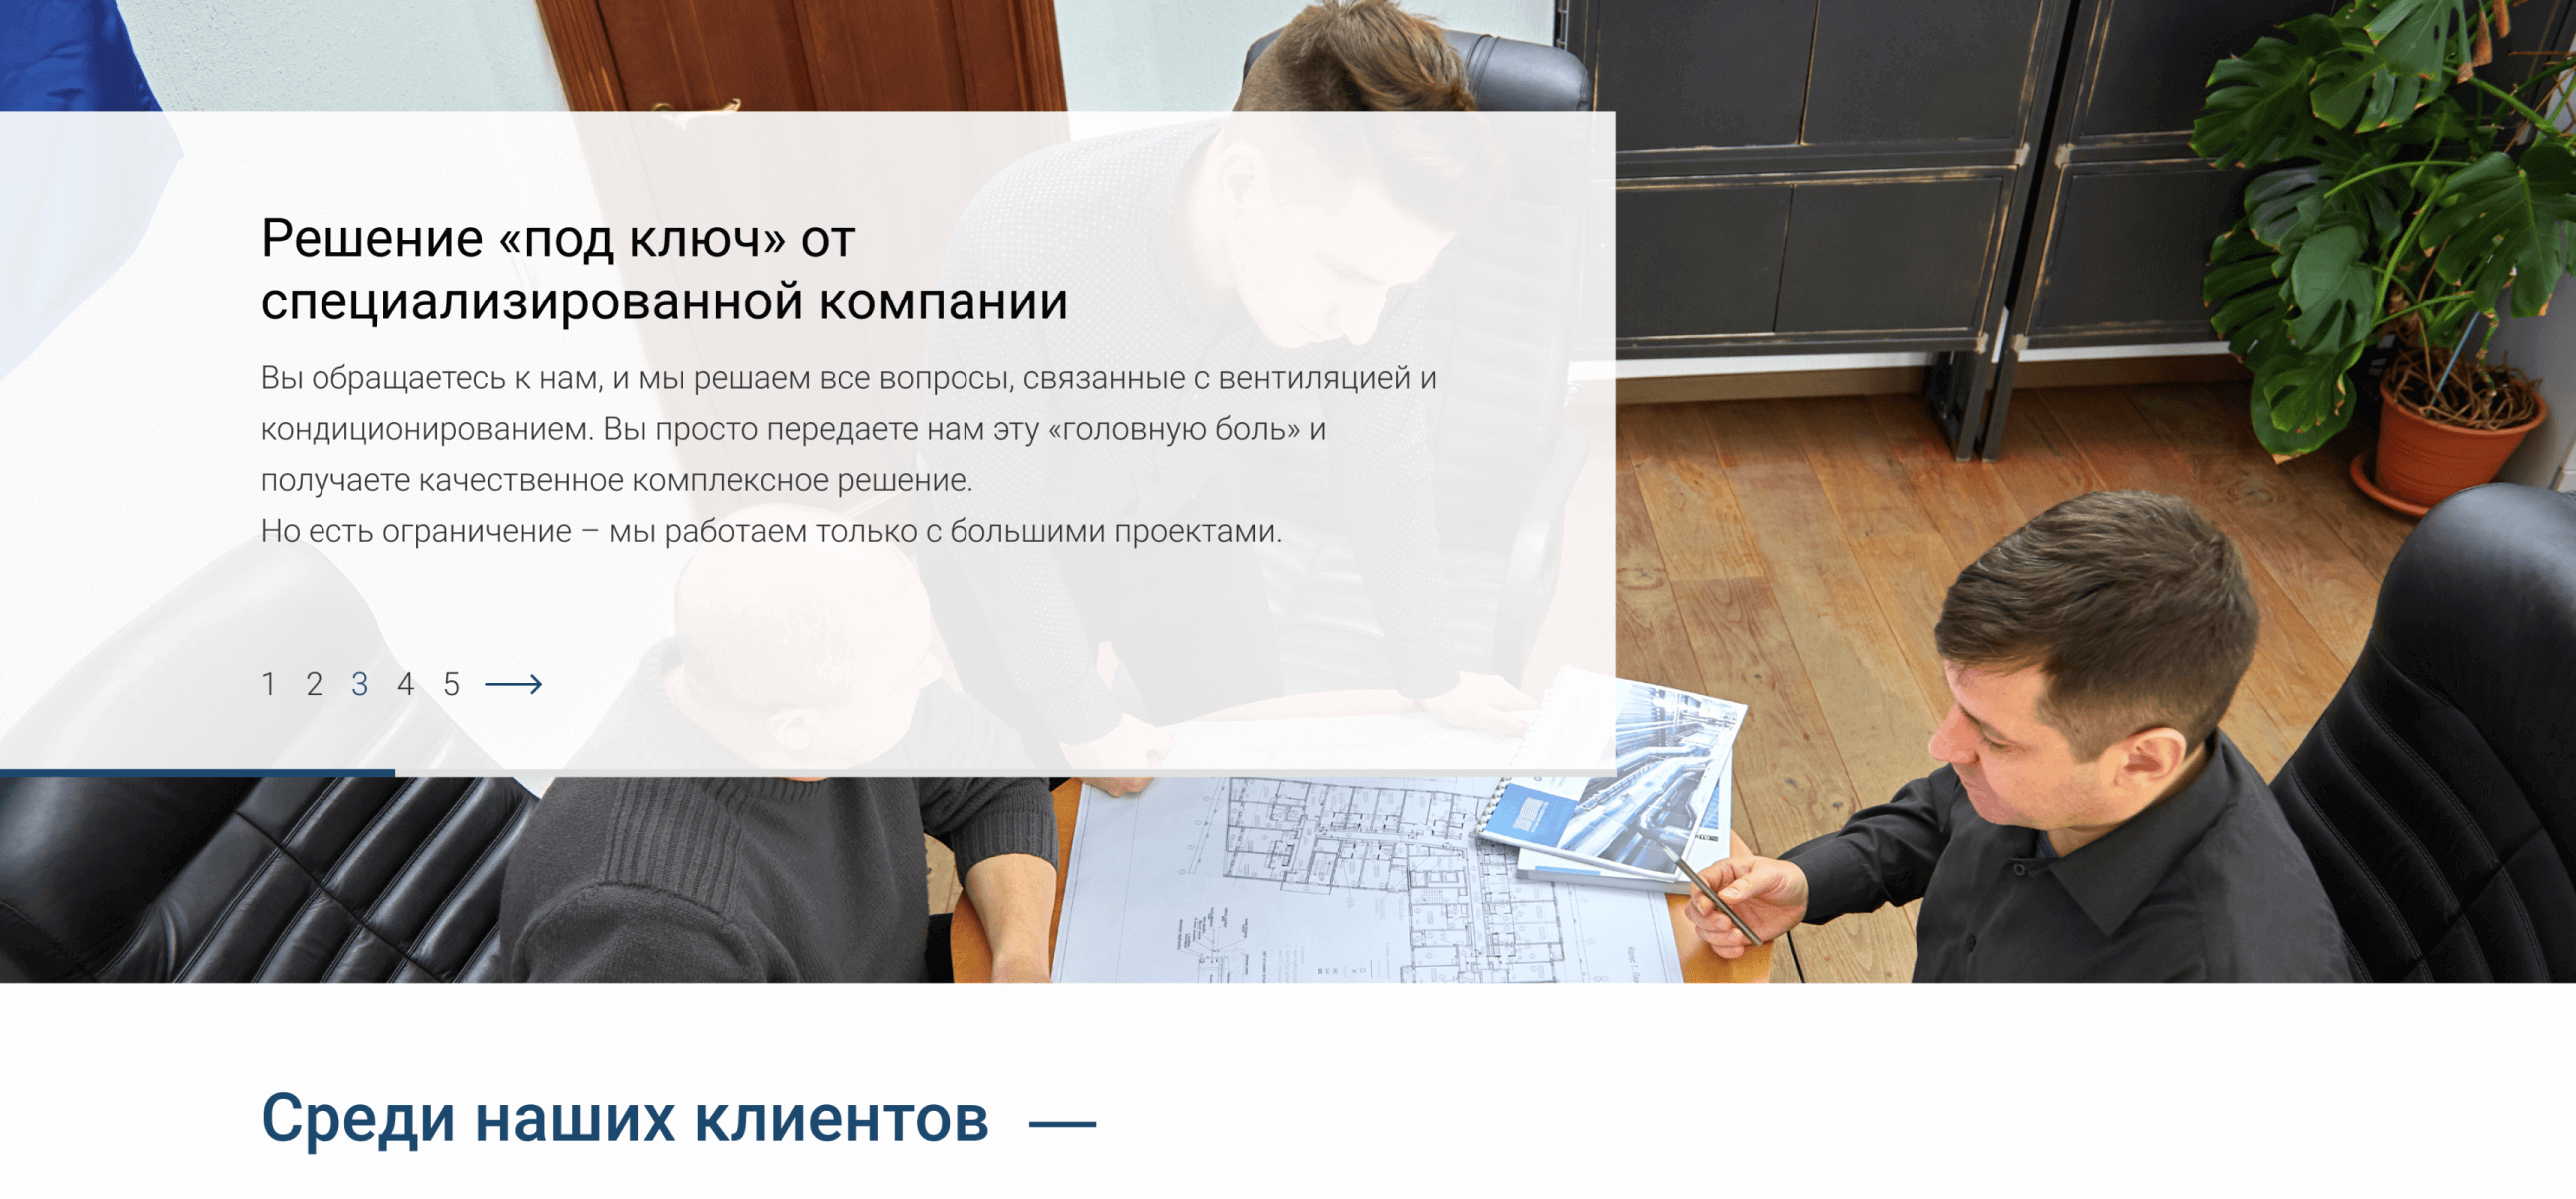 Решение «под ключ» от
специализированной компании
Вы обращаетесь к нам, и мы решаем все вопросы, связанные с вентиляцией и
кондиционированием. Вы просто передаете нам эту «головную боль» и
получаете качественное комплексное решение.
Но есть ограничение – мы работаем только с большими проектами.
1 2 3 4 5
Среди наших клиентов —